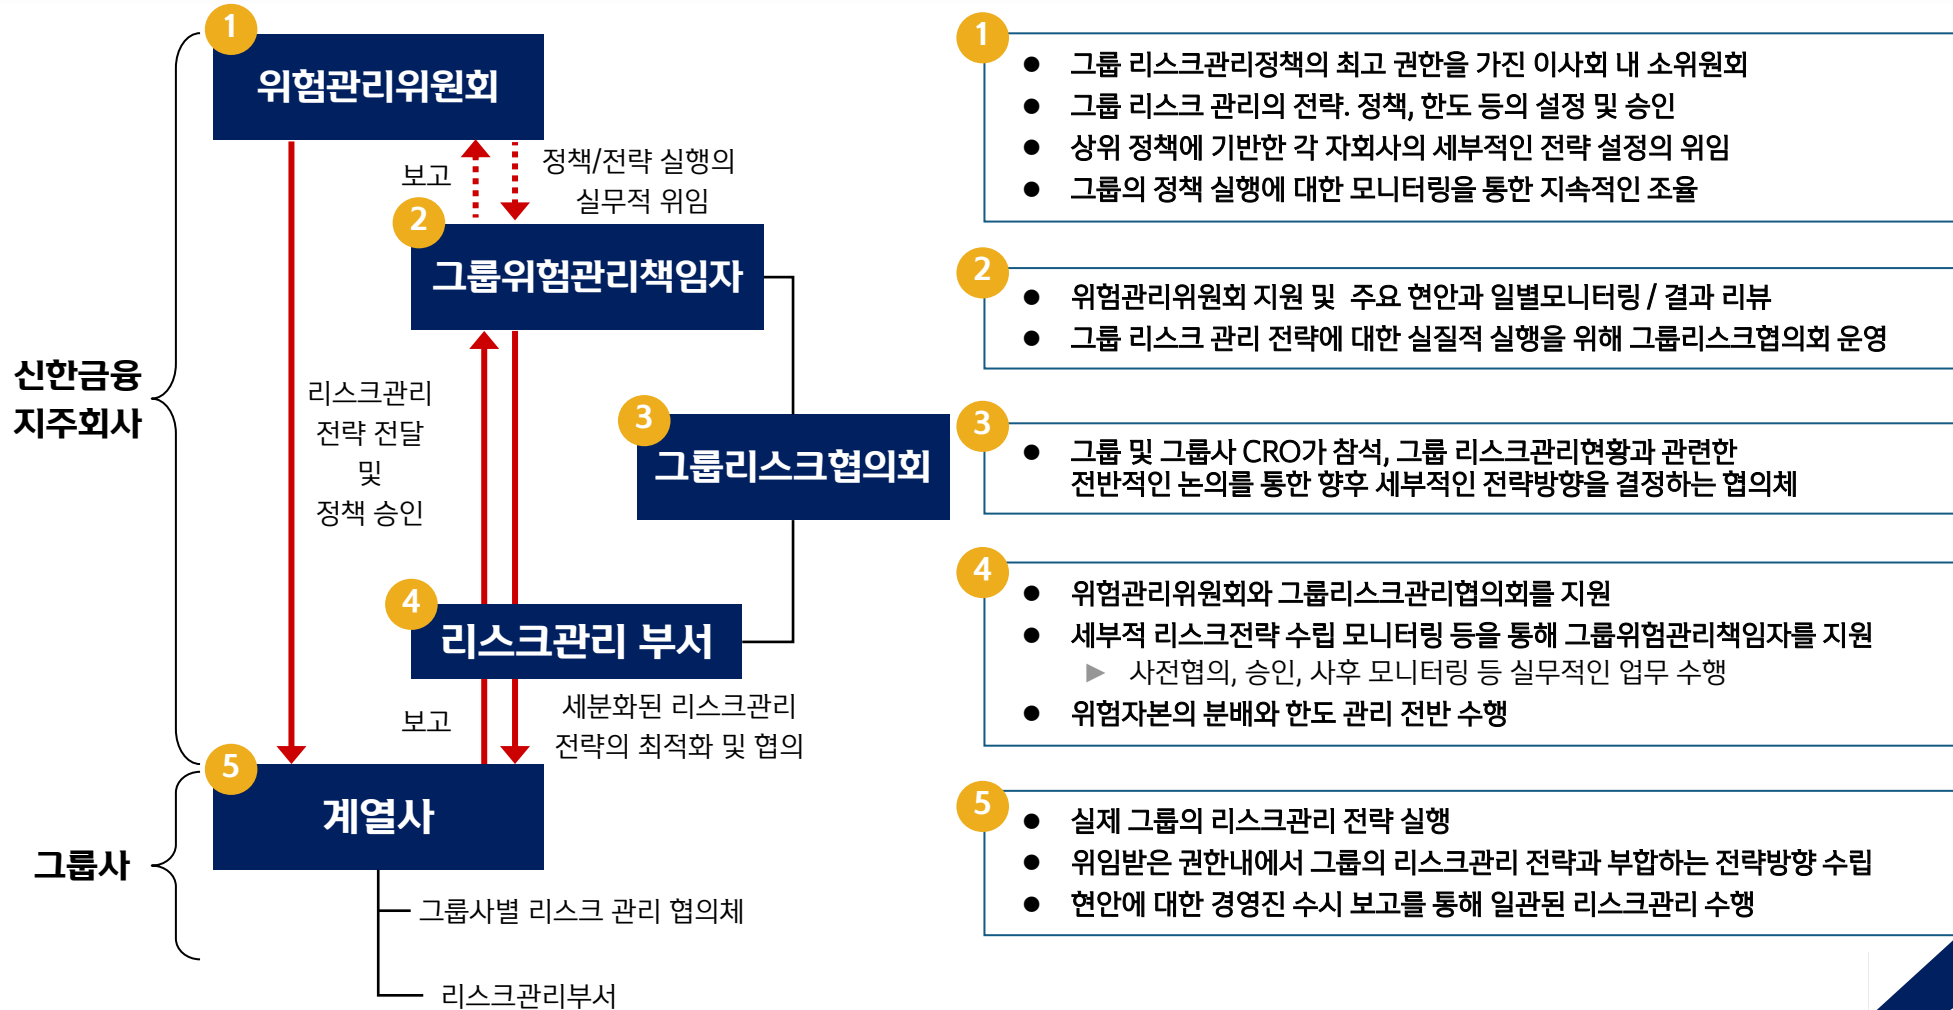 1
위험관리위원회
보고
정책/전략 실행의
실무적 위임
2
그룹위험관리책임자
신한금융
지주회사
리스크관리
전략 전달
및
정책 승인
3
그룹리스크협의회
4
리스크관리 부서
보고
세분화된 리스크관리
전략의 최적화 및 협의
5
계열사
그룹사
그룹사별 리스크 관리 협의체
리스크관리부서
1
● 그룹 리스크관리정책의 최고 권한을 가진 이사회 내 소위원회
● 그룹 리스크 관리의 전략. 정책, 한도 등의 설정 및 승인
● 상위 정책에 기반한 각 자회사의 세부적인 전략 설정의 위임
● 그룹의 정책 실행에 대한 모니터링을 통한 지속적인 조율
2
● 위험관리위원회 지원 및 주요 현안과 일별모니터링 / 결과 리뷰
● 그룹 리스크 관리 전략에 대한 실질적 실행을 위해 그룹리스크협의회 운영
3
● 그룹 및 그룹사 CRO가 참석, 그룹 리스크관리현황과 관련한
전반적인 논의를 통한 향후 세부적인 전략방향을 결정하는 협의체
4
● 위험관리위원회와 그룹리스크관리협의회를 지원
● 세부적 리스크전략 수립 모니터링 등을 통해 그룹위험관리책임자를 지원
▶ 사전협의, 승인, 사후 모니터링 등 실무적인 업무 수행
● 위험자본의 분배와 한도 관리 전반 수행
5
● 실제 그룹의 리스크관리 전략 실행
● 위임받은 권한내에서 그룹의 리스크관리 전략과 부합하는 전략방향 수립
● 현안에 대한 경영진 수시 보고를 통해 일관된 리스크관리 수행